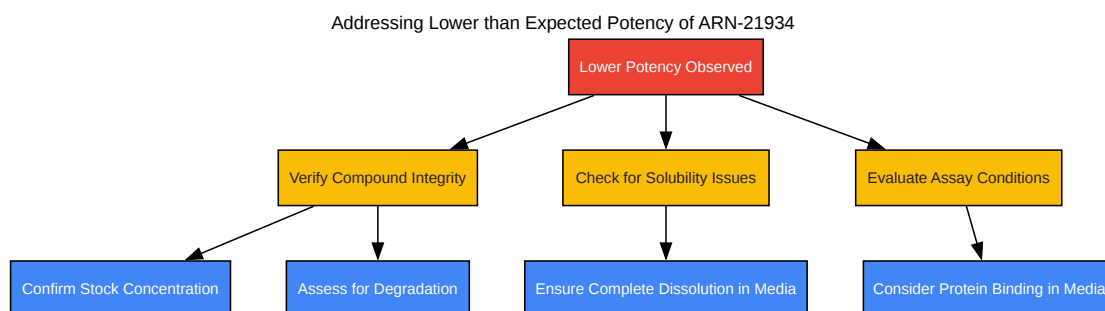 Addressing Lower than Expected Potency of ARN-21934
Lower Potency Observed
Verify Compound Integrity
Check for Solubility Issues
Evaluate Assay Conditions
Confirm Stock Concentration
Assess for Degradation
Ensure Complete Dissolution in Media
Consider Protein Binding in Media